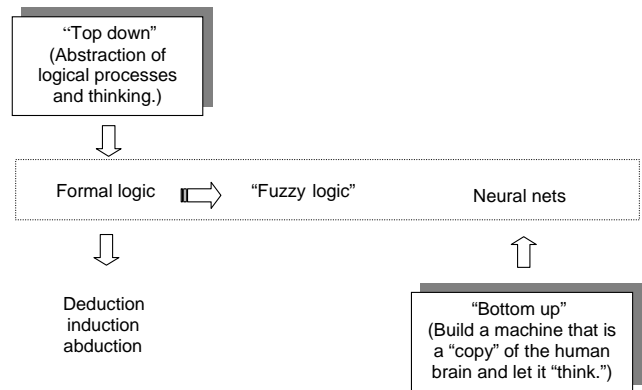 “Top down”
(Abstraction of
logical processes
and thinking.)
Formal logic “Fuzzy logic” Neural nets
Deduction
induction
abduction
“Bottom up”
(Build a machine that is
a “copy” of the human
brain and let it “think.”)